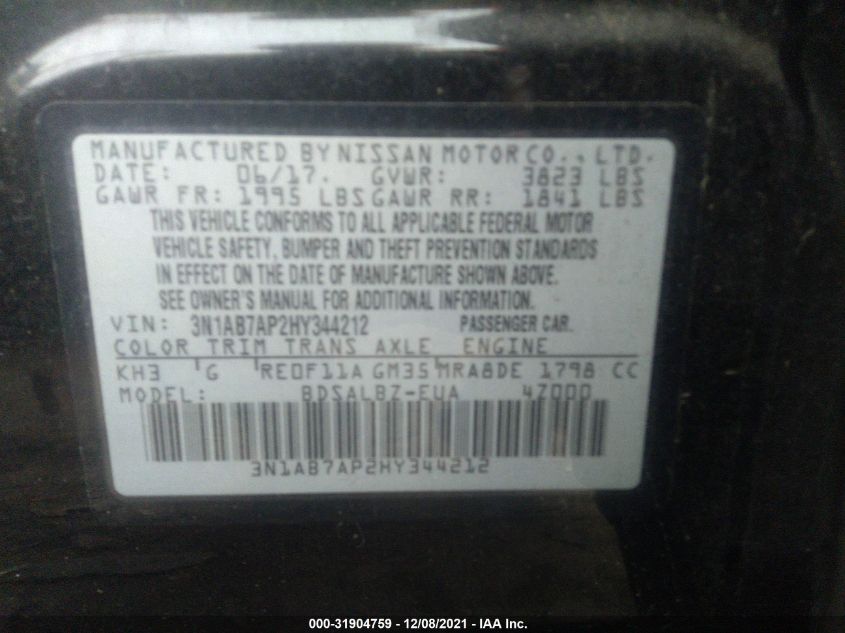 MANUFACTURED BY NISSAN MOTOR CO., LTD.
DATE: 06/17. GVWR: 3823 LBS
GAWR FR: 1995 LBS GAWR RR: 1841 LBS
THIS VEHICLE CONFORMS TO ALL APPLICABLE FEDERAL MOTOR
VEHICLE SAFETY, BUMPER AND THEFT PREVENTION STANDARDS
IN EFFECT ON THE DATE OF MANUFACTURE SHOWN ABOVE.
SEE OWNER'S MANUAL FOR ADDITIONAL INFORMATION.
VIN: 3N1AB7AP2HY344212 PASSENGER CAR.
COLOR TRIM TRANS AXLE ENGINE
KH3 G RE0F11A GM35 MRA8DE 1798 CC
MODEL: BDSALBZ-EUA 4Z000
3N1AB7AP2HY344212
000-31904759 - 12/08/2021 - IAA Inc.